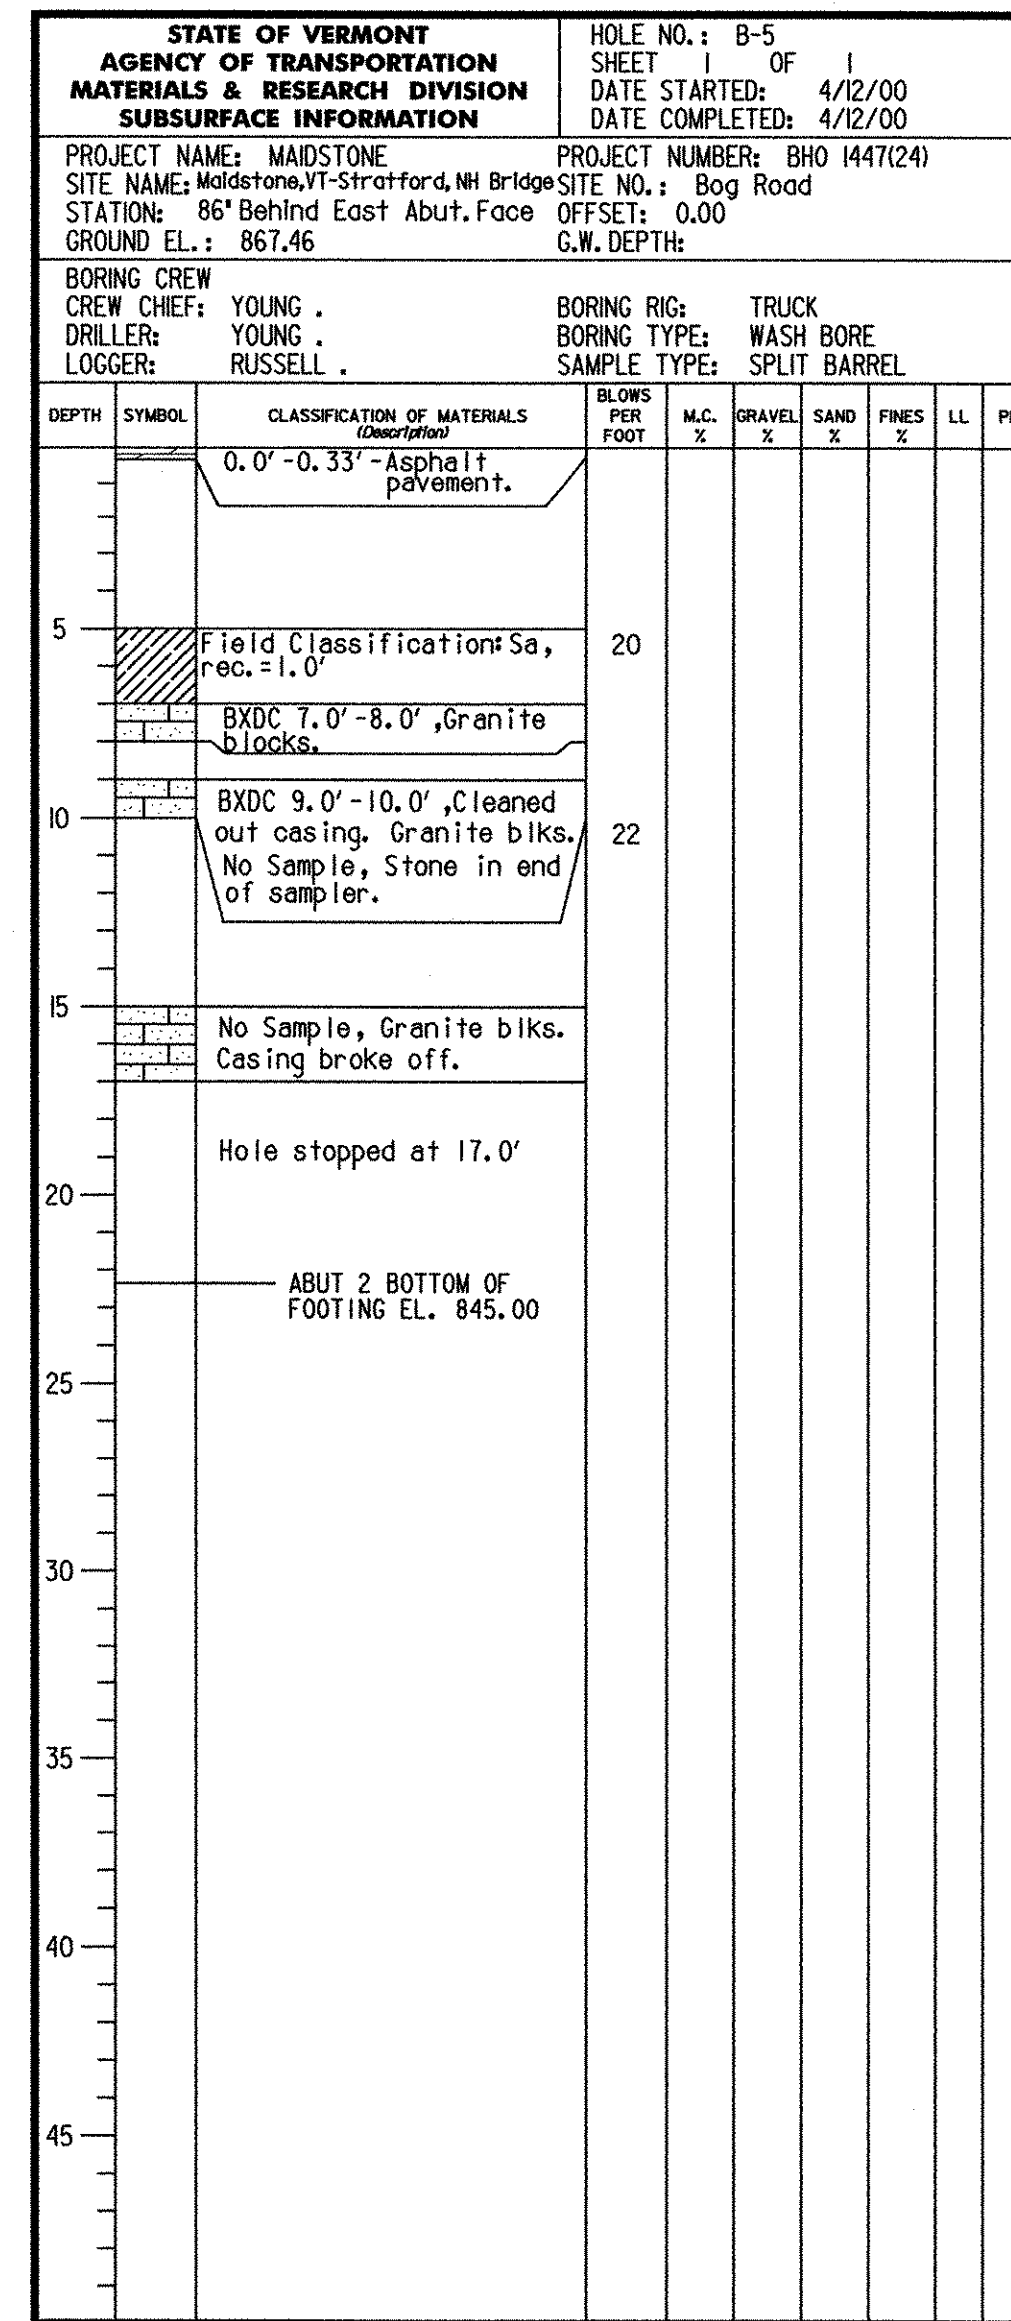 STATE OF VERMONT
AGENCY OF TRANSPORTATION
MATERIALS & RESEARCH DIVISION
SUBSURFACE INFORMATION
HOLE NO.: B-5
SHEET 1 OF 1
DATE STARTED: 4/12/00
DATE COMPLETED: 4/12/00
PROJECT NAME: MAIDSTONE PROJECT NUMBER: BHO 1447(24)
SITE NAME: Maidstone,VT-Stratford, NH Bridge SITE NO.: Bog Road
STATION: 86' Behind East Abut. Face OFFSET: 0.00
GROUND EL.: 867.46 G.W. DEPTH:
BORING CREW
CREW CHIEF: YOUNG . BORING RIG: TRUCK
DRILLER: YOUNG . BORING TYPE: WASH BORE
LOGGER: RUSSELL . SAMPLE TYPE: SPLIT BARREL
DEPTH SYMBOL CLASSIFICATION OF MATERIALS (Description) BLOWS PER FOOT M.C. % GRAVEL % SAND % FINES % LL
0.0'-0.33'-Asphalt
pavement.
5
Field Classification: Sa, 20
rec.=1.0'
BXDC 7.0'-8.0' ,Granite
blocks.
BXDC 9.0'-10.0' ,Cleaned
10
out casing. Granite blks. 22
No Sample, Stone in end
of sampler.
15
No Sample, Granite blks.
Casing broke off.
Hole stopped at 17.0'
20
ABUT 2 BOTTOM OF
FOOTING EL. 845.00
25
30
35
40
45